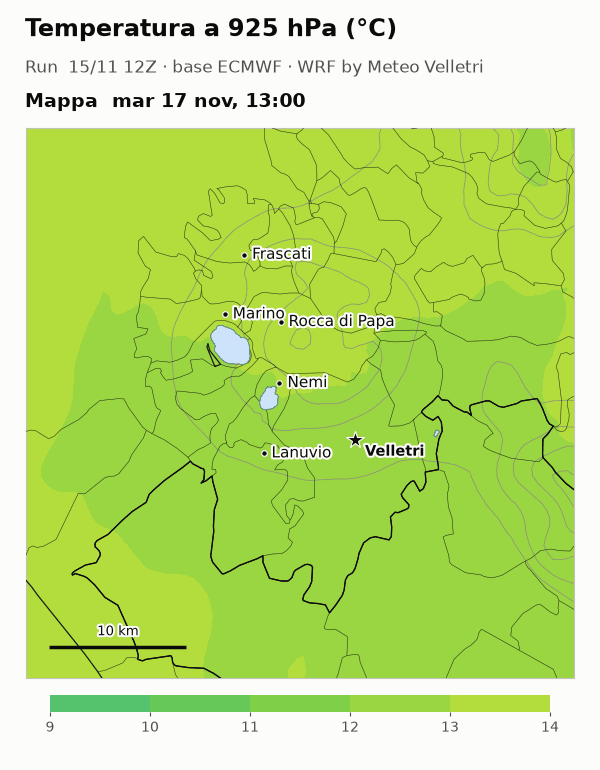 Temperatura a 925 hPa (°C)
Run  15/11 12Z · base ECMWF · WRF by Meteo Velletri
Mappa  mar 17 nov, 13:00
Frascati
Marino
Rocca di Papa
Nemi
Velletri
Lanuvio
10 km
9 10 11 12 13 14